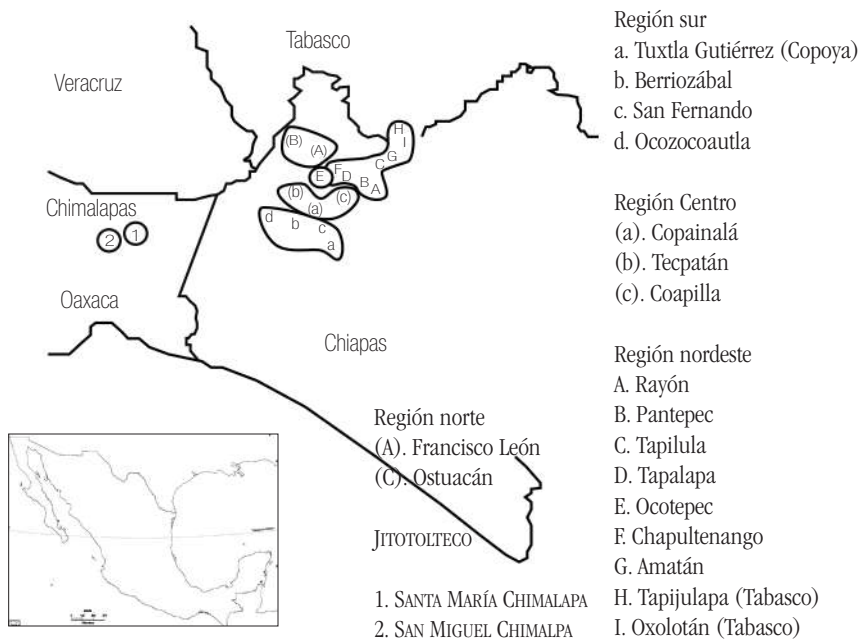 Tabasco
Veracruz
(B)
(A)
H
I
G
C
F
D
E
B
A
(b)
(c)
(a)
d
b
c
a
Chimalapas
2
1
Oaxaca
Chiapas
Región norte
(A). Francisco León
(C). Ostuacán
JITOTOLTECO
1. SANTA MARÍA CHIMALAPA
2. SAN MIGUEL CHIMALPA
Región sur
a. Tuxtla Gutiérrez (Copoya)
b. Berriozábal
c. San Fernando
d. Ocozocoautla
Región Centro
(a). Copainalá
(b). Tecpatán
(c). Coapilla
Región nordeste
A. Rayón
B. Pantepec
C. Tapilula
D. Tapalapa
E. Ocotepec
F. Chapultenango
G. Amatán
H. Tapijulapa (Tabasco)
I. Oxolotán (Tabasco)